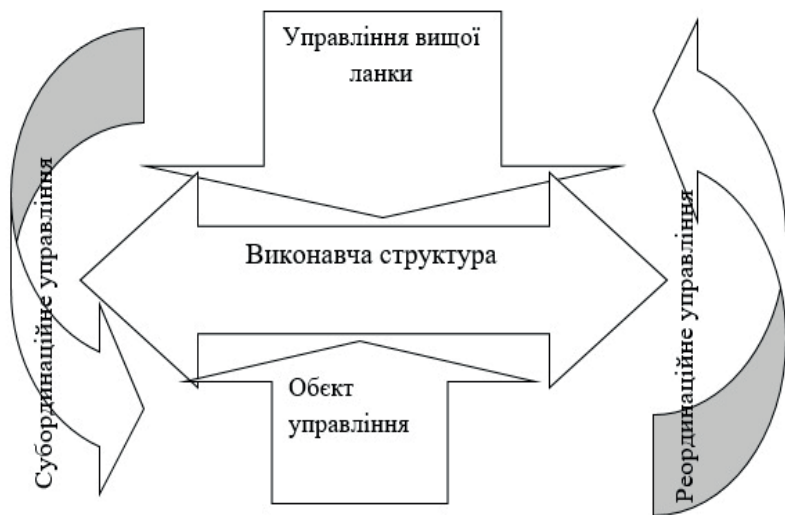 Управління вищої
ланки
Субординаційне управління
Виконавча структура
Реординаційне управління
Обєкт
управління